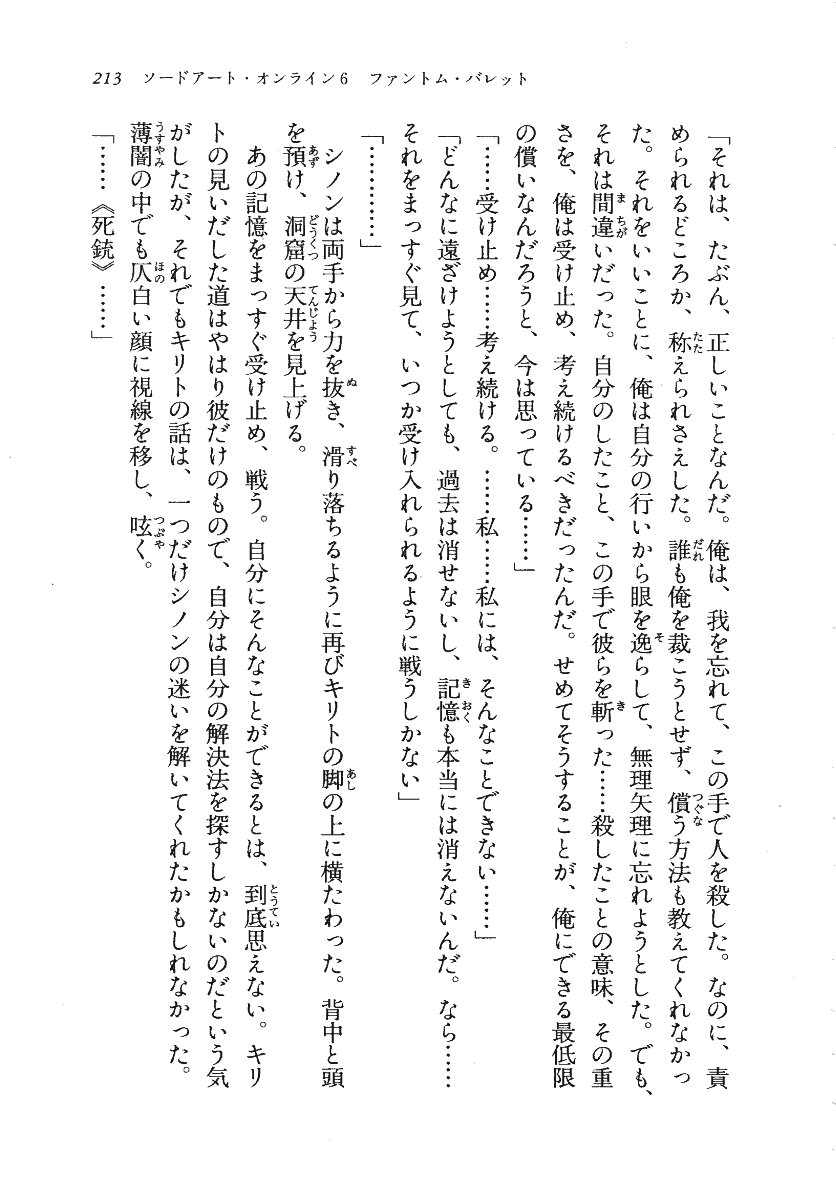 213　ソードアート・オンライン6　ファントム・バレット
「それは、たぶん、正しいことなんだ。俺は、我を忘れて、この手で人を殺した。なのに、責
められるどころか、称えられさえした。誰も俺を裁こうとせず、償う方法も教えてくれなかっ
た。それをいいことに、俺は自分の行いから眼を逸らして、無理矢理に忘れようとした。でも、
それは間違いだった。自分のしたこと、この手で彼らを斬った……殺したことの意味、その重
さを、俺は受け止め、考え続けるべきだったんだ。せめてそうすることが、俺にできる最低限
の償いなんだろうと、今は思っている……」
「……受け止め……考え続ける。……私……私には、そんなことできない……」
「どんなに遠ざけようとしても、過去は消せないし、記憶も本当には消えないんだ。なら……
それをまっすぐ見て、いつか受け入れられるように戦うしかない」
「…………」
シノンは両手から力を抜き、滑り落ちるように再びキリトの脚の上に横たわった。背中と頭
を預け、洞窟の天井を見上げる。
あの記憶をまっすぐ受け止め、戦う。自分にそんなことができるとは、到底思えない。キリ
トの見いだした道はやはり彼だけのもので、自分は自分の解決法を探すしかないのだという気
がしたが、それでもキリトの話は、一つだけシノンの迷いを解いてくれたかもしれなかった。
薄闇の中でも仄白い顔に視線を移し、呟く。
「……《死銃》……」